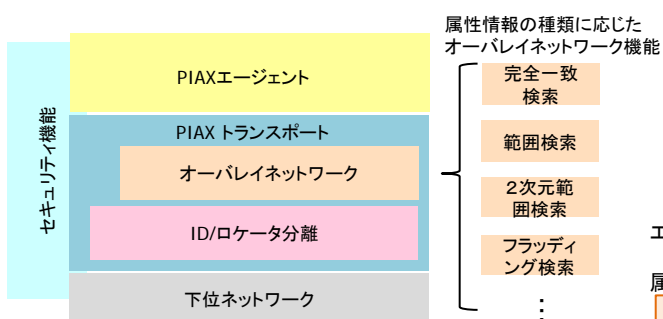 属性情報の種類に応じた
オーバレイネットワーク機能
セキュリティ機能
PIAXエージェント
PIAX トランスポート
オーバレイネットワーク
ID/ロケータ分離
下位ネットワーク
完全一致
検索
範囲検索
2次元範
囲検索
フラッディ
ング検索
⋮
エ
属